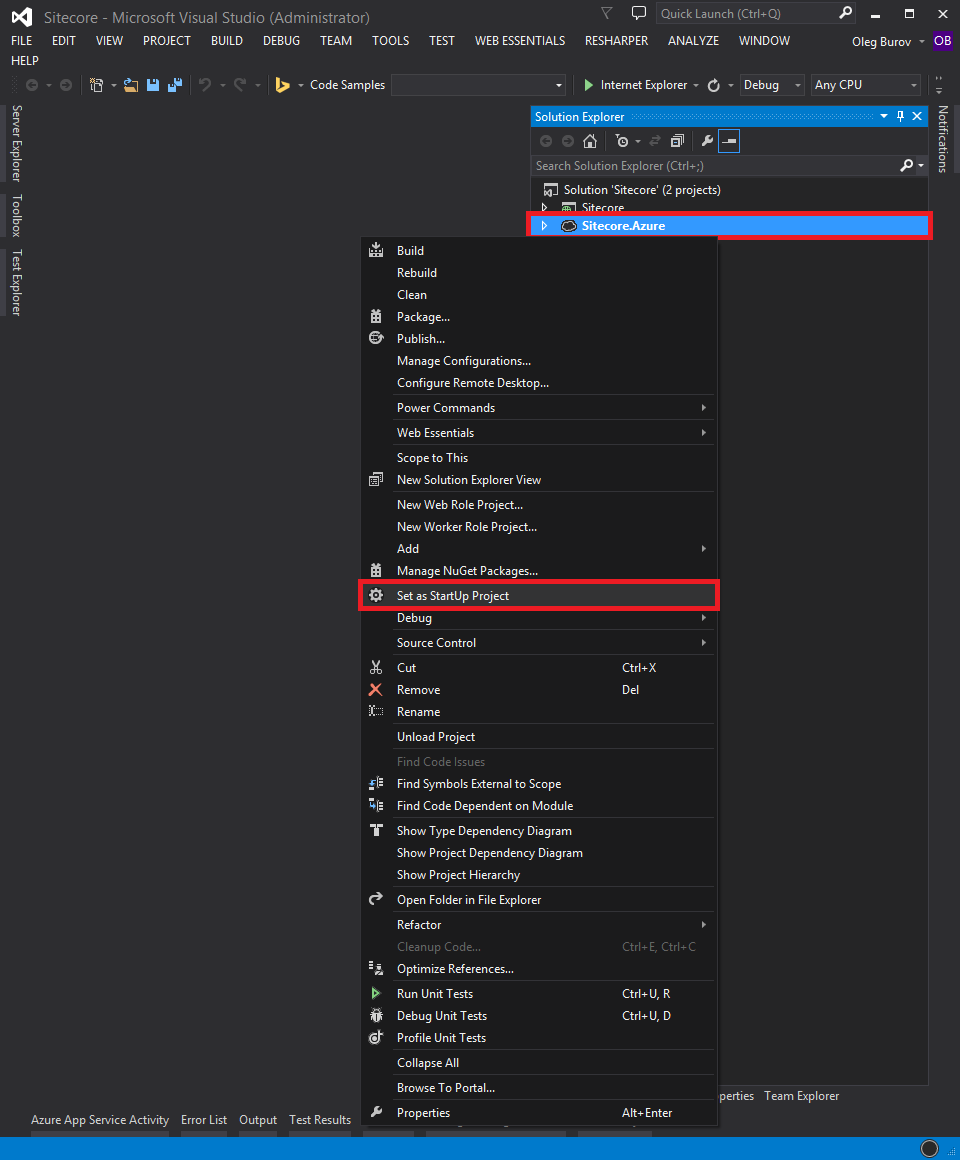 Sitecore - Microsoft Visual Studio (Administrator)
Quick Launch (Ctrl+Q)
FILE EDIT VIEW PROJECT BUILD DEBUG TEAM TOOLS TEST WEB ESSENTIALS RESHARPER ANALYZE WINDOW
Oleg Burov OB
HELP
Code Samples
Internet Explorer
Debug
Any CPU
Server Explorer
Toolbox
Test Explorer
Solution Explorer
Search Solution Explorer (Ctrl+;)
Solution 'Sitecore' (2 projects)
Sitecore
Sitecore.Azure
Notifications
Build
Rebuild
Clean
Package...
Publish...
Manage Configurations...
Configure Remote Desktop...
Power Commands
Web Essentials
Scope to This
New Solution Explorer View
New Web Role Project...
New Worker Role Project...
Add
Manage NuGet Packages...
Set as StartUp Project
Debug
Source Control
Cut Ctrl+X
Remove Del
Rename
Unload Project
Find Code Issues
Find Symbols External to Scope
Find Code Dependent on Module
Show Type Dependency Diagram
Show Project Dependency Diagram
Show Project Hierarchy
Open Folder in File Explorer
Refactor
Cleanup Code... Ctrl+E, Ctrl+C
Optimize References...
Run Unit Tests Ctrl+U, R
Debug Unit Tests Ctrl+U, D
Profile Unit Tests
Collapse All
Browse To Portal...
Properties Alt+Enter
perties Team Explorer
Azure App Service Activity Error List Output Test Results